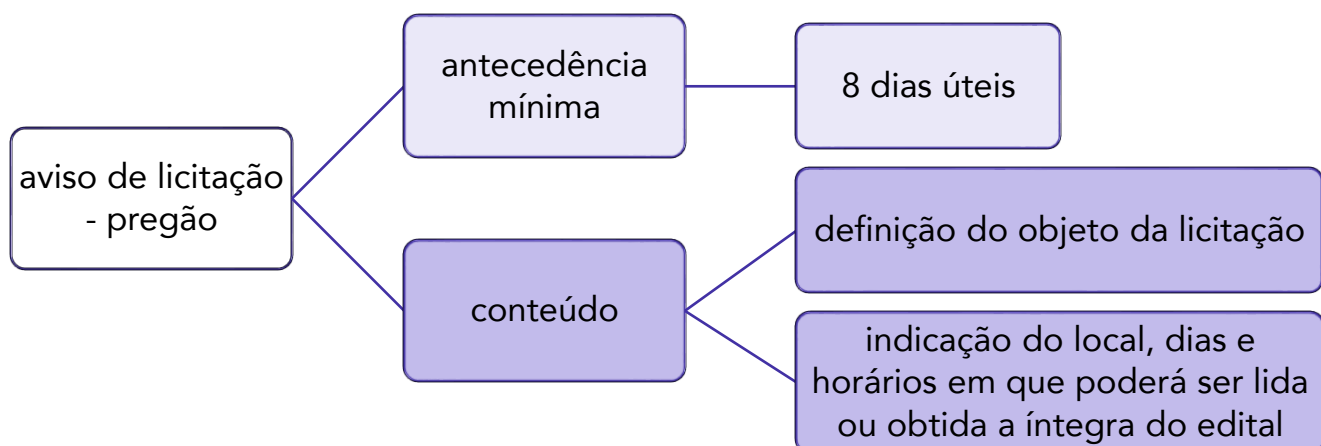 antecedência
mínima
8 dias úteis
aviso de licitação
- pregão
definição do objeto da licitação
conteúdo
indicação do local, dias e
horários em que poderá ser lida
ou obtida a íntegra do edital